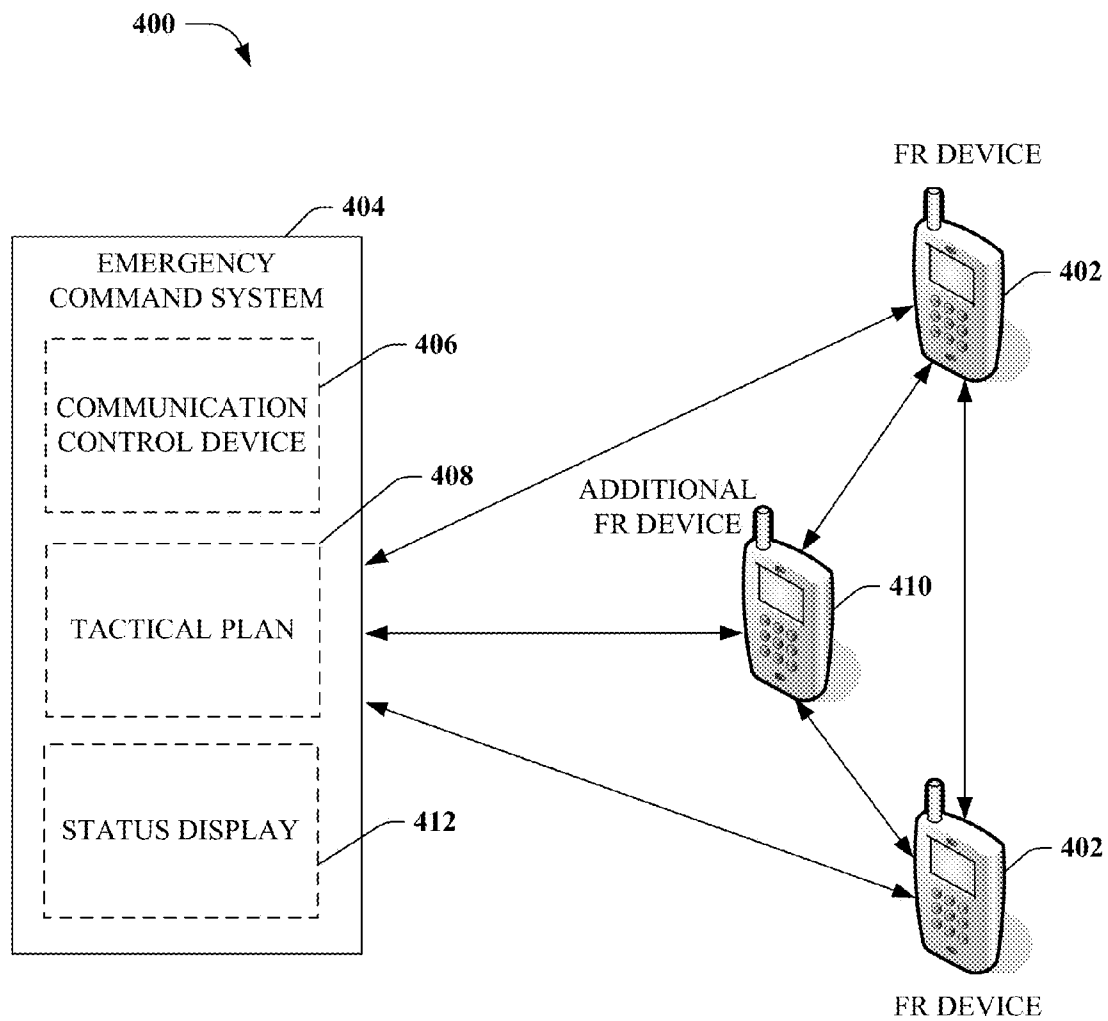 400
FR DEVICE
404
EMERGENCY
COMMAND SYSTEM
402
406
COMMUNICATION
CONTROL DEVICE
408
ADDITIONAL
FR DEVICE
410
TACTICAL PLAN
STATUS DISPLAY
412
402
FR DEVICE